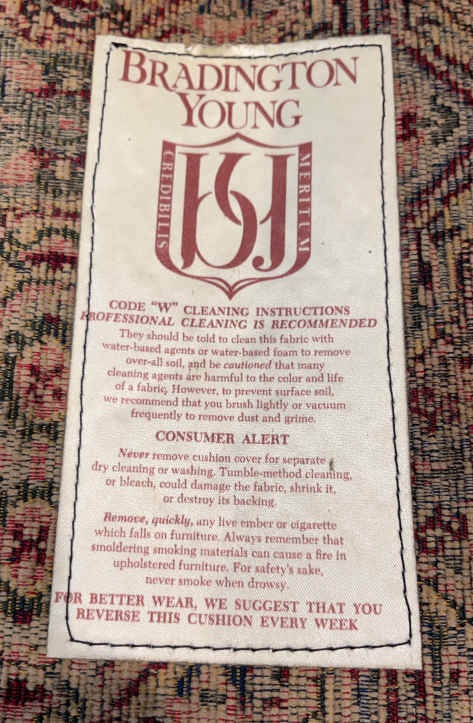 BRADINGTON
YOUNG
CREDIBILIS
MERITUM
CODE "W" CLEANING INSTRUCTIONS
PROFESSIONAL CLEANING IS RECOMMENDED
They should be told to clean this fabric with
water-based agents or water-based foam to remove
over-all soil, and be cautioned that many
cleaning agents are harmful to the color and life
of a fabric. However, to prevent surface soil,
we recommend that you brush lightly or vacuum
frequently to remove dust and grime.
CONSUMER ALERT
Never remove cushion cover for separate
dry cleaning or washing. Tumble-method cleaning,
or bleach, could damage the fabric, shrink it,
or destroy its backing.
Remove, quickly, any live ember or cigarette
which falls on furniture. Always remember that
smoldering smoking materials can cause a fire in
upholstered furniture. For safety's sake,
never smoke when drowsy.
FOR BETTER WEAR, WE SUGGEST THAT YOU
REVERSE THIS CUSHION EVERY WEEK